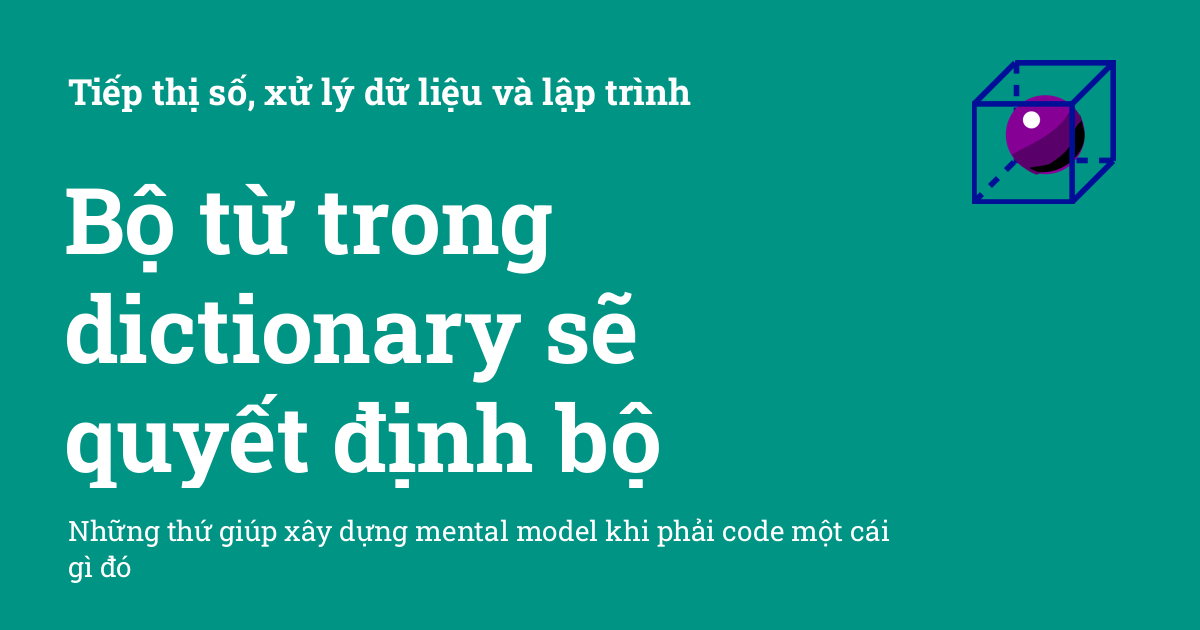 Tiếp thị số, xử lý dữ liệu và lập trình
Bộ từ trong
dictionary sẽ
quyết định bộ
Những thứ giúp xây dựng mental model khi phải code một cái
gì đó